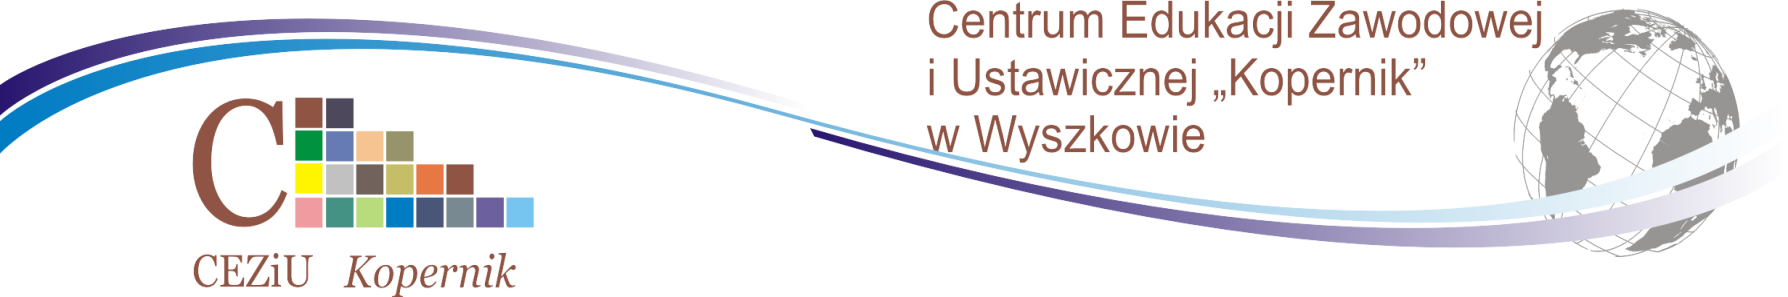 Centrum Edukacji Zawodowej
i Ustawicznej „Kopernik”
w Wyszkowie
C
CEZiU Kopernik